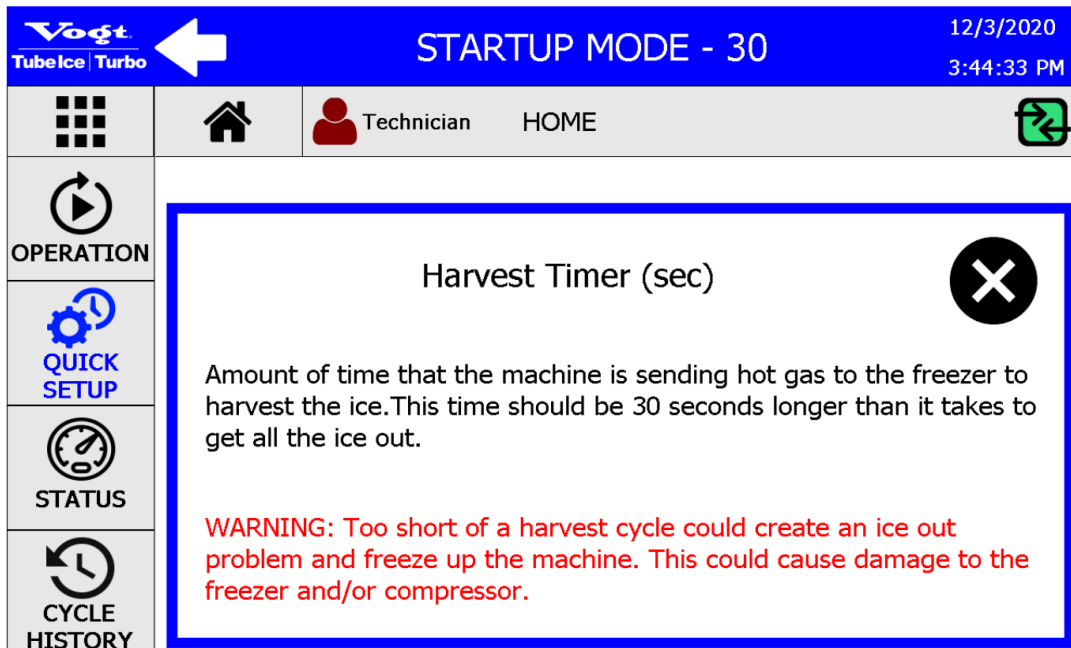 Vogt
Tube Ice | Turbo
STARTUP MODE - 30
12/3/2020
3:44:33 PM
Technician
HOME
OPERATION
QUICK
SETUP
STATUS
CYCLE
HISTORY
Harvest Timer (sec)
Amount of time that the machine is sending hot gas to the freezer to
harvest the ice.This time should be 30 seconds longer than it takes to
get all the ice out.
WARNING: Too short of a harvest cycle could create an ice out
problem and freeze up the machine. This could cause damage to the
freezer and/or compressor.